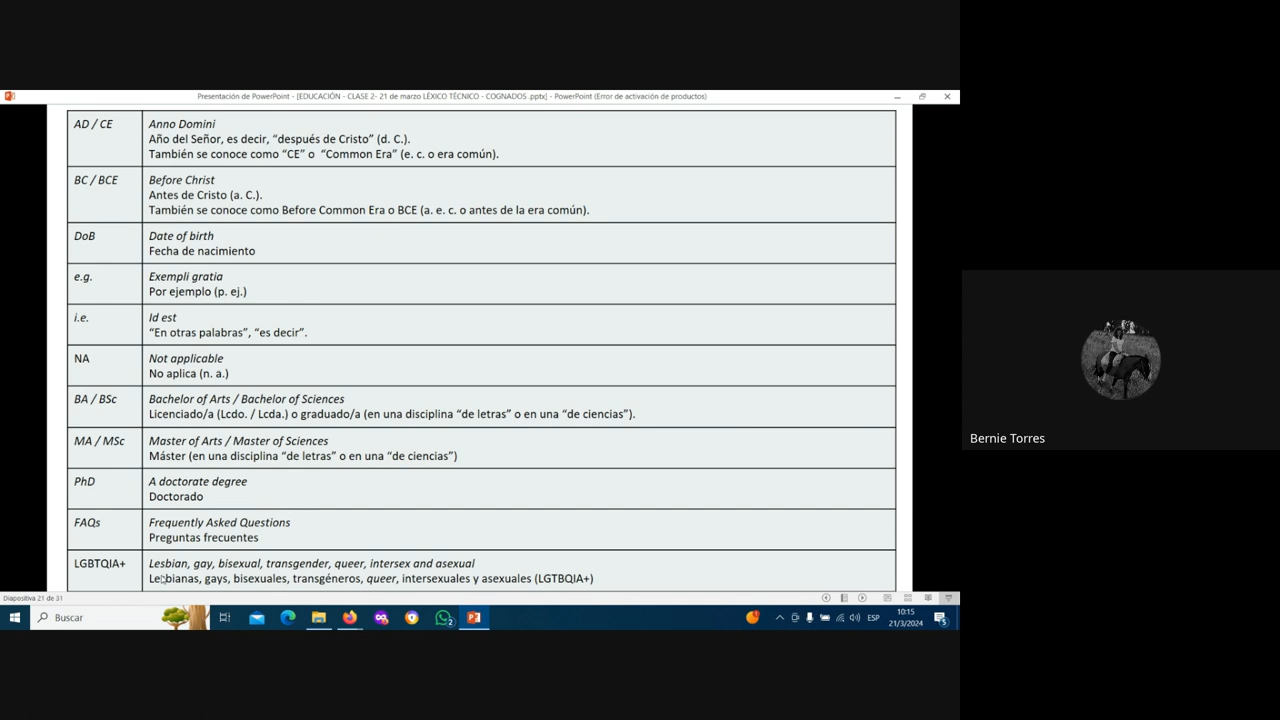 Presentación de PowerPoint - [EDUCACIÓN - CLASE 2- 21 de marzo LÉXICO TÉCNICO - COGNADOS .pptx] - PowerPoint (Error de activación de productos)
AD / CE
Anno Domini
Año del Señor, es decir, “después de Cristo” (d. C.).
También se conoce como “CE” o “Common Era” (e. c. o era común).
BC / BCE
Before Christ
Antes de Cristo (a. C.).
También se conoce como Before Common Era o BCE (a. e. c. o antes de la era común).
DoB
Date of birth
Fecha de nacimiento
e.g.
Exempli gratia
Por ejemplo (p. ej.)
i.e.
Id est
“En otras palabras”, “es decir”.
NA
Not applicable
No aplica (n. a.)
BA / BSc
Bachelor of Arts / Bachelor of Sciences
Licenciado/a (Lcdo. / Lcda.) o graduado/a (en una disciplina “de letras” o en una “de ciencias”).
MA / MSc
Master of Arts / Master of Sciences
Máster (en una disciplina “de letras” o en una “de ciencias”)
PhD
A doctorate degree
Doctorado
FAQs
Frequently Asked Questions
Preguntas frecuentes
LGBTQIA+
Lesbian, gay, bisexual, transgender, queer, intersex and asexual
Lesbianas, gays, bisexuales, transgéneros, queer, intersexuales y asexuales (LGTBQIA+)
Diapositiva 21 de 31
Buscar
2
ESP
10:15
21/3/2024
5
Bernie Torres